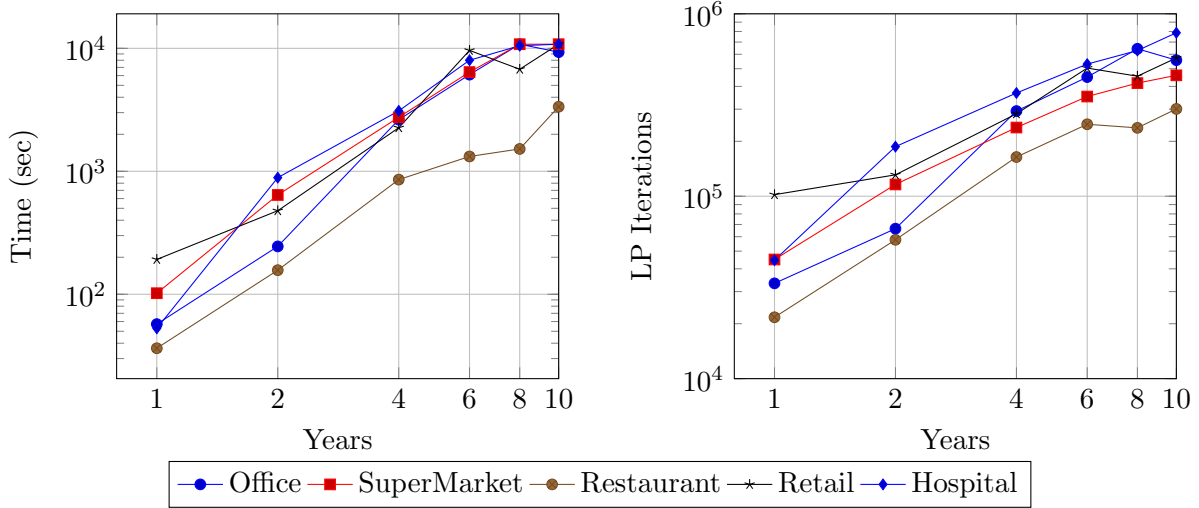 10^4
10^3
10^2
Time (sec)
1 2 4 6 8 10
Years
10^6
10^5
10^4
LP Iterations
1 2 4 6 8 10
Years
Office SuperMarket Restaurant Retail Hospital